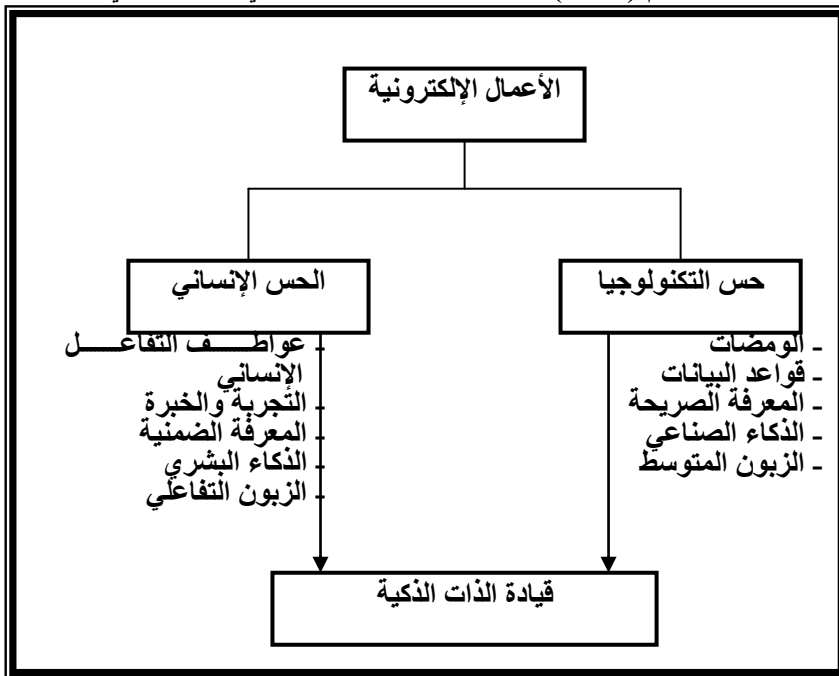 الأعمال الإلكترونية
حس التكنولوجيا
- الومضات
- قواعد البيانات
- المعرفة الصريحة
- الذكاء الصناعي
- الزبون المتوسط
الحس الإنساني
- عواطف التفاعل
الإنساني
- التجربة والخبرة
- المعرفة الضمنية
- الذكاء البشري
- الزبون التفاعلي
قيادة الذات الذكية